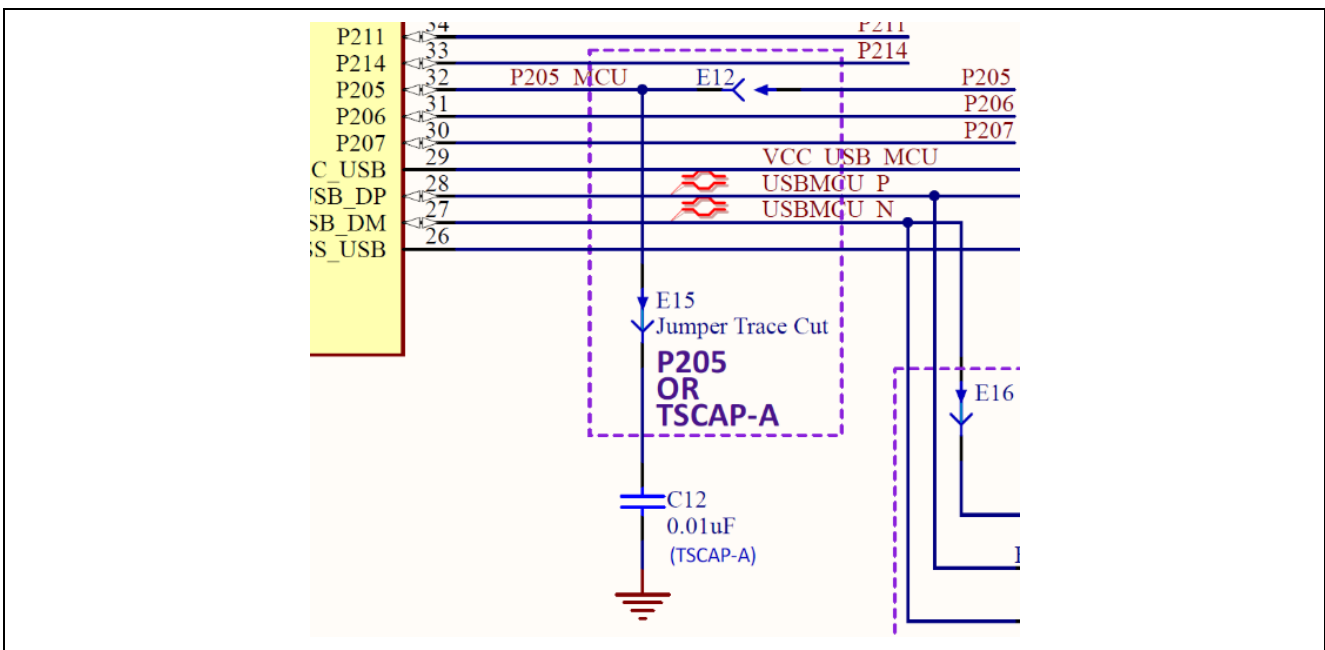 P211 34 P211
P214 33 P214
P205 32 P205_MCU E12 P205
P206 31 P206
P207 30 P207
C_USB 29 VCC_USB_MCU
USB_DP 28 USBMCU_P
SB_DM 27 USBMCU_N
SS_USB 26
E15
Jumper Trace Cut
P205
OR
TSCAP-A
E16
C12
0.01uF
(TSCAP-A)